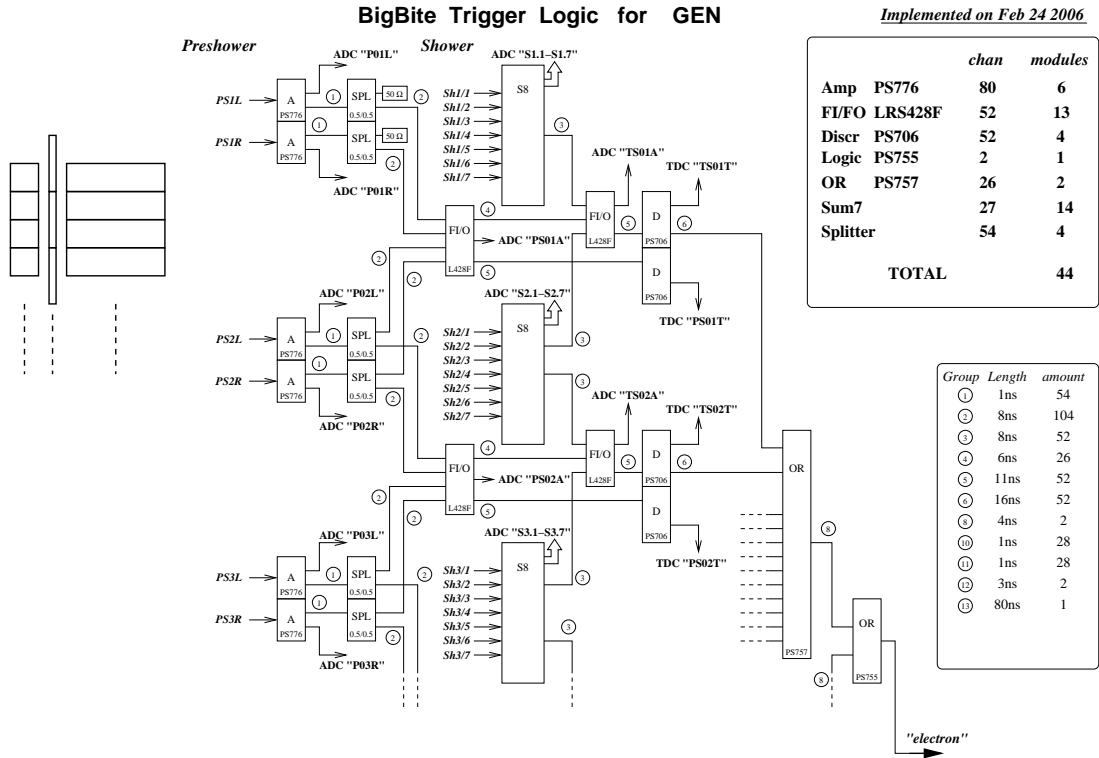 BigBite Trigger Logic for GEN
Implemented on Feb 24 2006
Preshower
Shower
ADC "P01L"
ADC "S1.1–S1.7"
PS1L
A
PS776
1
SPL
0.5/0.5
50 Ω
2
PS1R
A
PS776
1
SPL
0.5/0.5
50 Ω
2
ADC "P01R"
Sh1/1
Sh1/2
Sh1/3
Sh1/4
Sh1/5
Sh1/6
Sh1/7
S8
3
ADC "TS01A"
TDC "TS01T"
4
FI/O
L428F
ADC "PS01A"
5
FI/O
L428F
5
D
PS706
6
D
PS706
TDC "PS01T"
2
2
ADC "P02L"
ADC "S2.1–S2.7"
PS2L
A
PS776
1
SPL
0.5/0.5
2
PS2R
A
PS776
1
SPL
0.5/0.5
2
ADC "P02R"
Sh2/1
Sh2/2
Sh2/3
Sh2/4
Sh2/5
Sh2/6
Sh2/7
S8
3
3
ADC "TS02A"
TDC "TS02T"
4
FI/O
L428F
ADC "PS02A"
5
FI/O
L428F
5
D
PS706
6
D
PS706
TDC "PS02T"
2
2
ADC "P03L"
ADC "S3.1–S3.7"
PS3L
A
PS776
1
SPL
0.5/0.5
2
PS3R
A
PS776
1
SPL
0.5/0.5
2
ADC "P03R"
Sh3/1
Sh3/2
Sh3/3
Sh3/4
Sh3/5
Sh3/6
Sh3/7
S8
3
3
OR
PS757
8
8
OR
PS755
"electron"
chan modules
Amp PS776 80 6
FI/FO LRS428F 52 13
Discr PS706 52 4
Logic PS755 2 1
OR PS757 26 2
Sum7 27 14
Splitter 54 4
TOTAL 44
Group Length amount
1 1ns 54
2 8ns 104
3 8ns 52
4 6ns 26
5 11ns 52
6 16ns 52
8 4ns 2
10 1ns 28
11 1ns 28
12 3ns 2
13 80ns 1